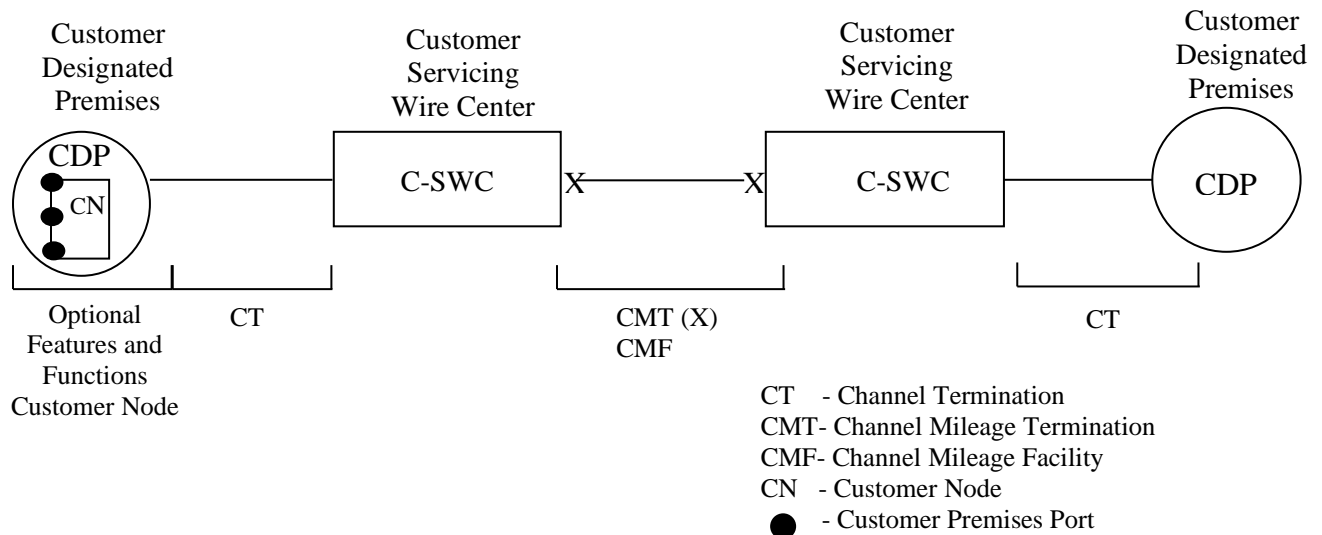 Customer
Designated
Premises
Customer
Servicing
Wire Center
Customer
Servicing
Wire Center
Customer
Designated
Premises
CDP
CN
C-SWC
X
X
C-SWC
CDP
Optional
Features and
Functions
Customer Node
CT
CMT (X)
CMF
CT
CT - Channel Termination
CMT- Channel Mileage Termination
CMF- Channel Mileage Facility
CN - Customer Node
- Customer Premises Port